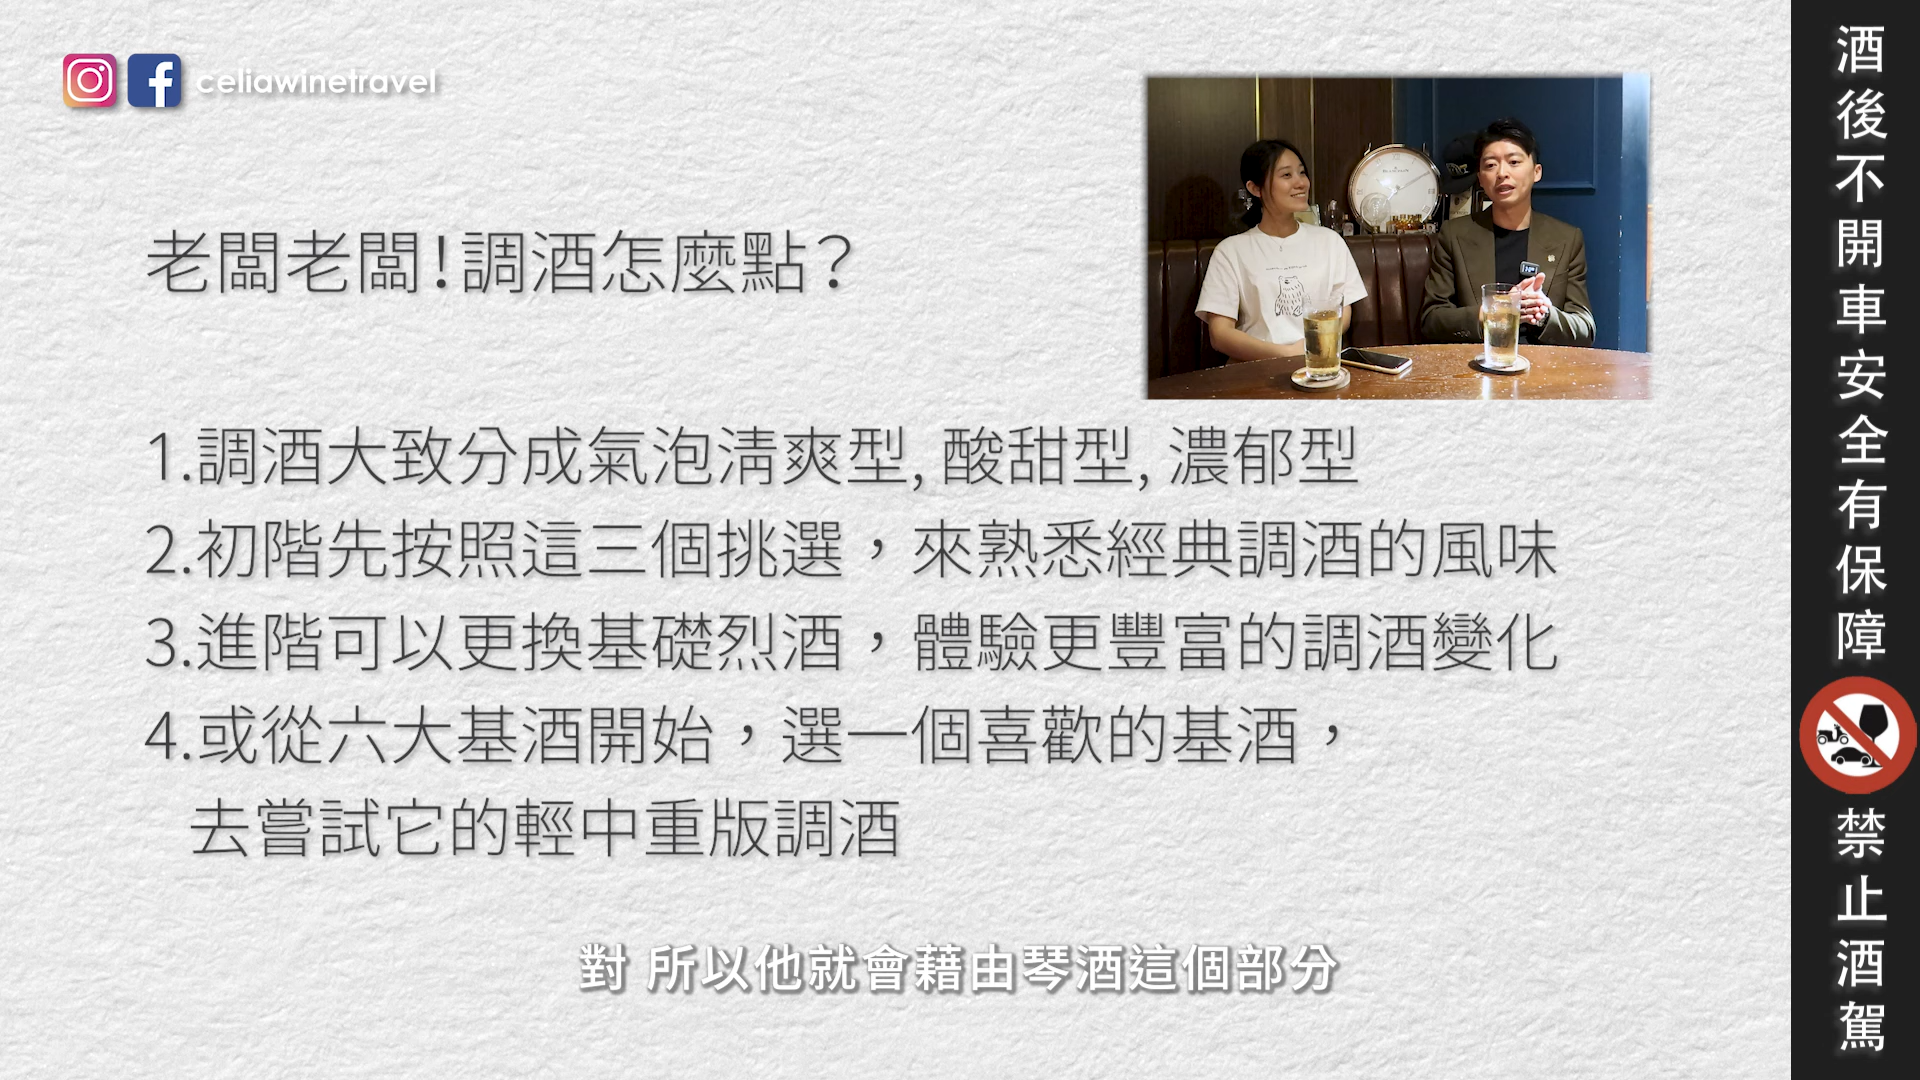 celiawinetravel
老闆老闆！調酒怎麼點？
1.調酒大致分成氣泡清爽型, 酸甜型, 濃郁型
2.初階先按照這三個挑選，來熟悉經典調酒的風味
3.進階可以更換基礎烈酒，體驗更豐富的調酒變化
4.或從六大基酒開始，選一個喜歡的基酒，
去嘗試它的輕中重版調酒
對 所以他就會藉由琴酒這個部分
酒後不開車安全有保障
禁止酒駕